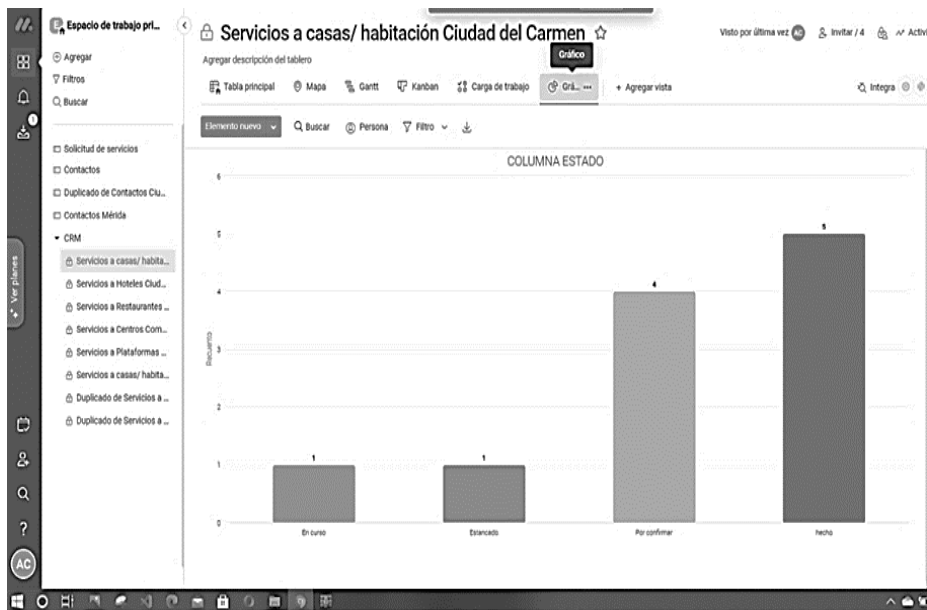 Espacio de trabajo pri...
Agregar
Filtros
Buscar
Solicitud de servicios
Contactos
Duplicado de Contactos Ciu...
Contactos Mérida
CRM
Servicios a casas/ habita...
Servicios a Hoteles Ciud...
Servicios a Restaurantes ...
Servicios a Centros Com...
Servicios a Plataformas ...
Servicios a casas/ habita...
Duplicado de Servicios a ...
Duplicado de Servicios a ...
Ver planes
1
?
AC
Servicios a casas/ habitación Ciudad del Carmen
Visto por última vez AC Invitar / 4 Activi
Gráfico
Agregar descripción del tablero
Tabla principal Mapa Gantt Kanban Carga de trabajo Grá... ... + Agregar vista Integra
Elemento nuevo Buscar Persona Filtro
COLUMNA ESTADO
6
5
4
3
2
1
0
Recuento
1 1 4 5
En curso Estancado Por confirmar hecho